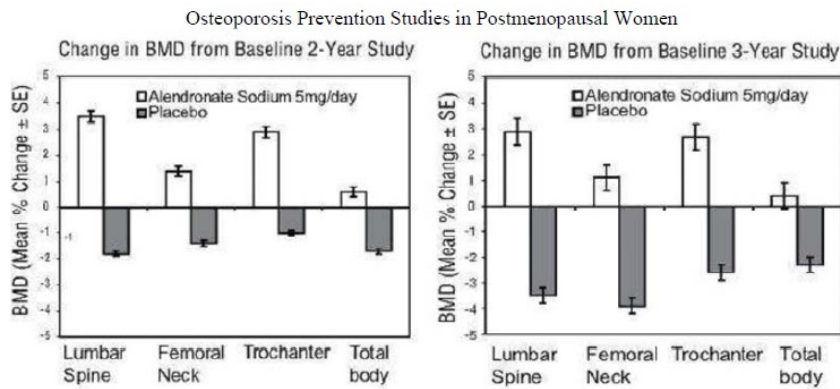 Osteoporosis Prevention Studies in Postmenopausal Women
Change in BMD from Baseline 2-Year Study
BMD (Mean % Change ± SE)
5
4
3
2
1
0
-1
-1
-2
-3
-4
-5
Alendronate Sodium 5mg/day
Placebo
Lumbar Spine
Femoral Neck
Trochanter
Total body
Change in BMD from Baseline 3-Year Study
BMD (Mean % Change ± SE)
5
4
3
2
1
0
-1
-2
-3
-4
-5
Alendronate Sodium 5mg/day
Placebo
Lumbar Spine
Femoral Neck
Trochanter
Total body